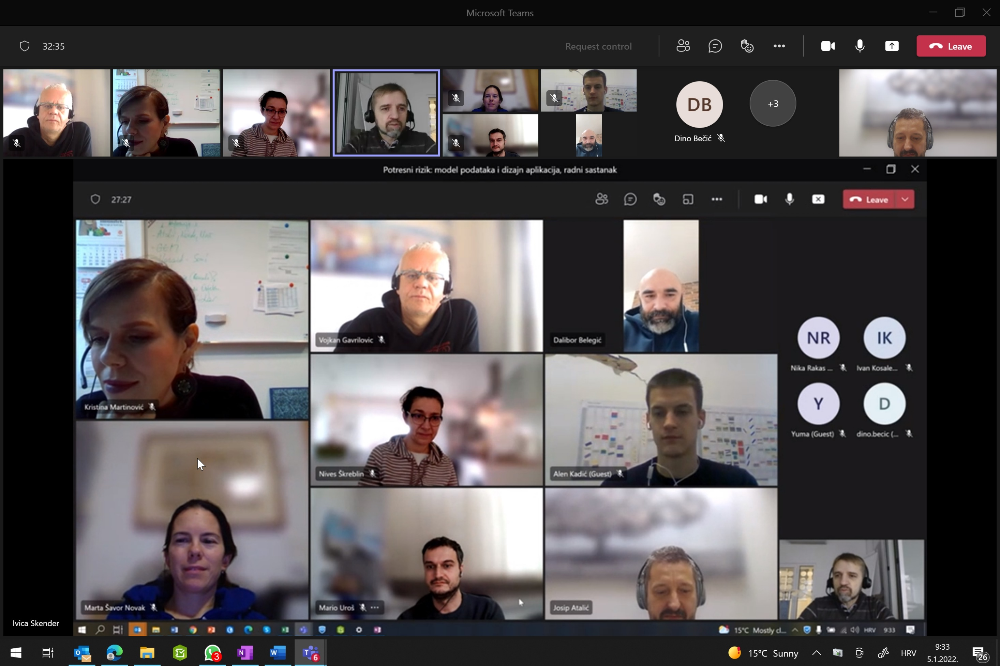 Microsoft Teams
32:35
Request control
Leave
DB
+3
Dino Bečić
Potresni rizik: model podataka i dizajn aplikacija, radni sastanak
27:27
Leave
Vojkan Gavrilovic
Dalibor Belegić
NR
IK
Nika Rakas ...
Ivan Kosale...
Kristina Martinović
Y
D
Yuma (Guest)
dino.becic (...
Nives Škreblin
Alen Kadić (Guest)
Marta Šavor Novak
Mario Uroš
Josip Atalić
Ivica Skender
15°C Mostly cl...
HRV
9:33
3
6
15°C Sunny
HRV
9:33
5.1.2022.
26